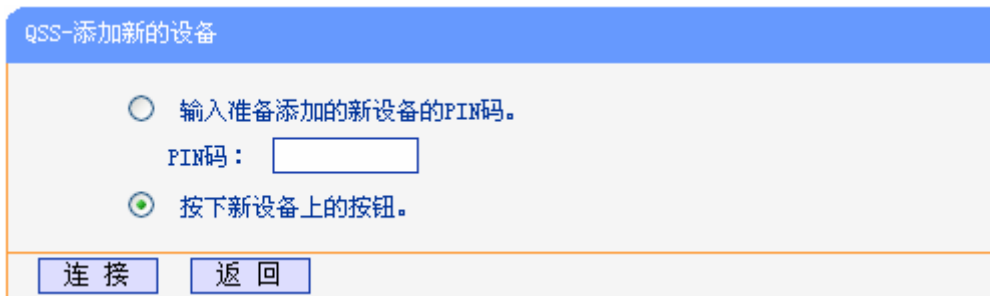 QSS-添加新的设备
输入准备添加的新设备的PIN码。
PIN码：
按下新设备上的按钮。
连 接 返 回